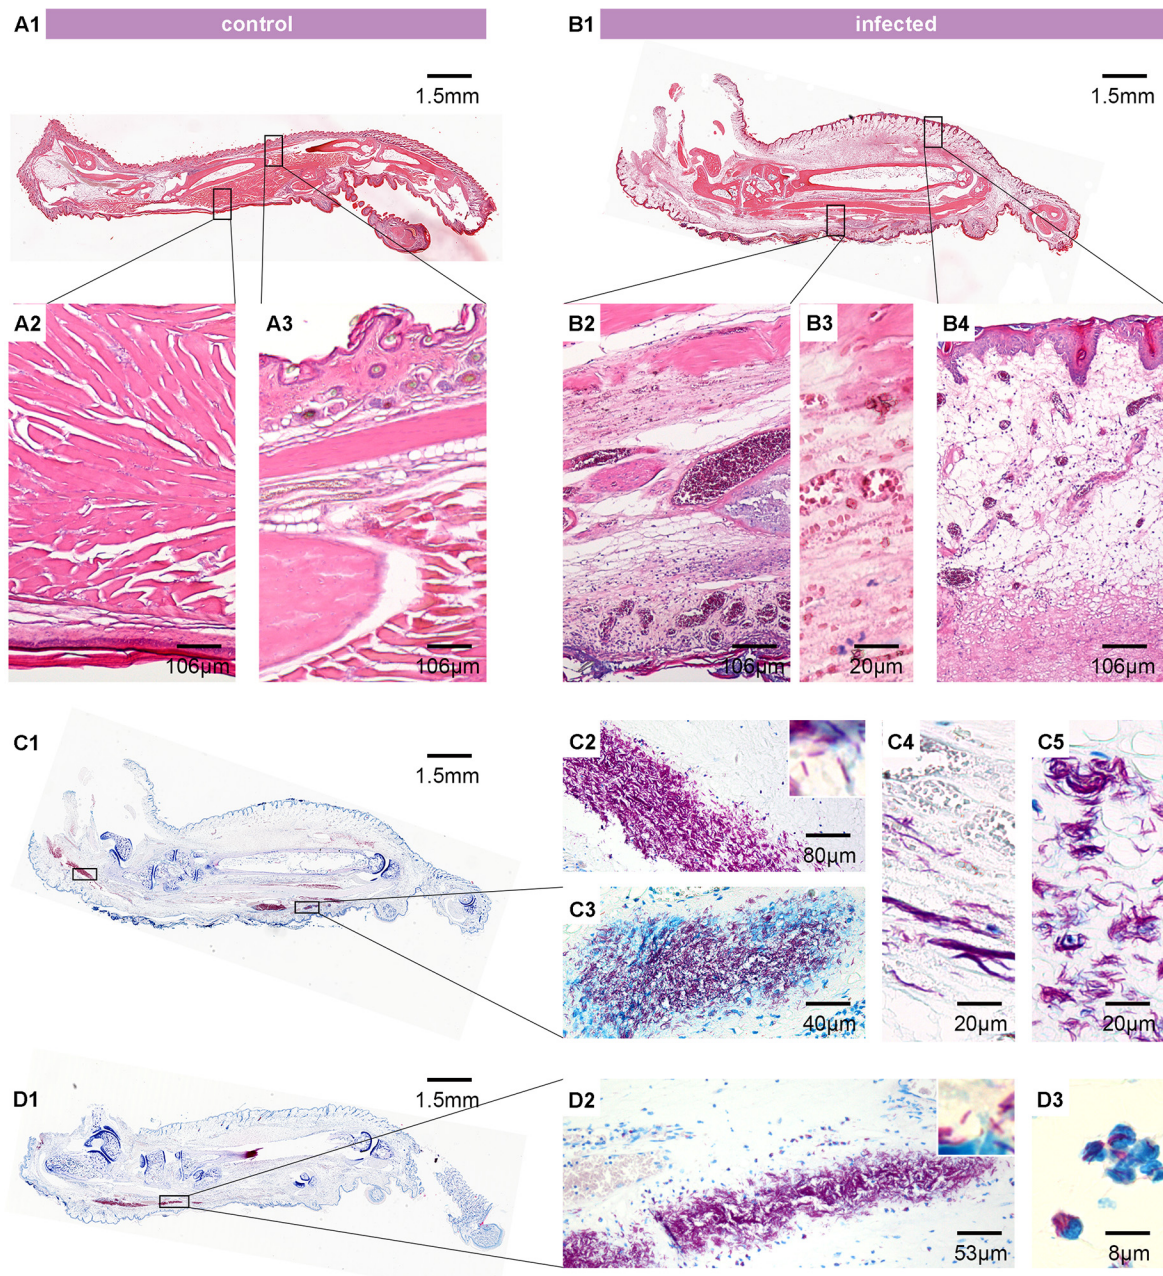 A1 control
B1 infected
1.5mm
1.5mm
A2
A3
B2
B3
B4
106µm
106µm
106µm
20µm
106µm
C1
1.5mm
C2
80µm
C3
40µm
C4
20µm
C5
20µm
D1
1.5mm
D2
53µm
D3
8µm